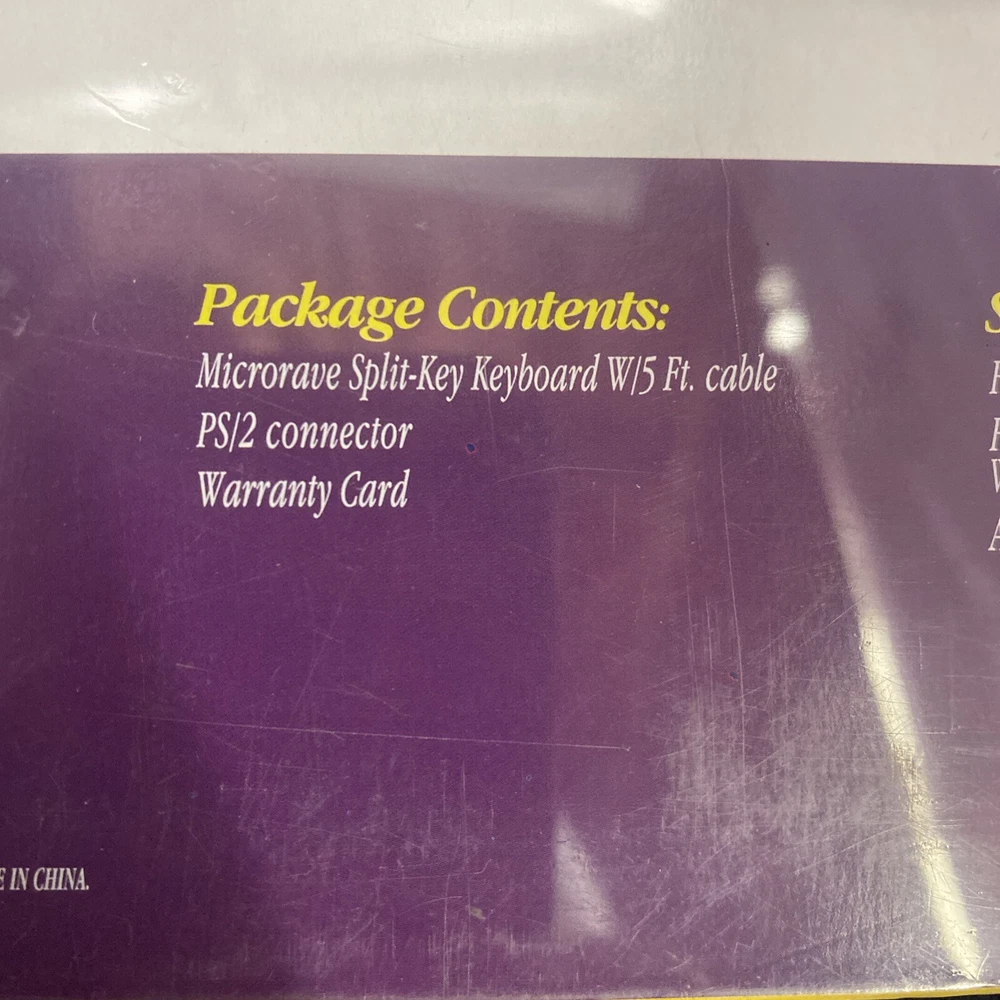 Package Contents:
Microrave Split-Key Keyboard W/5 Ft. cable
PS/2 connector
Warranty Card
IN CHINA.